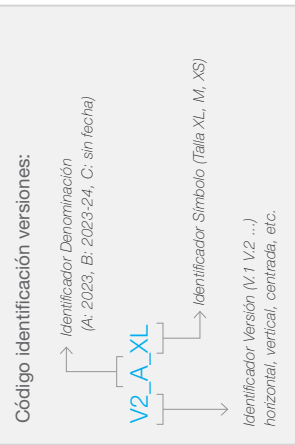 Código identificación versiones:
Identificador Denominación
(A: 2023, B: 2023-24, C: sin fecha)
V2_A_XL
Identificador Símbolo (Talla XL, M, XS)
Identificador Versión (V.1 V.2 ...)
horizontal, vertical, centrada, etc.